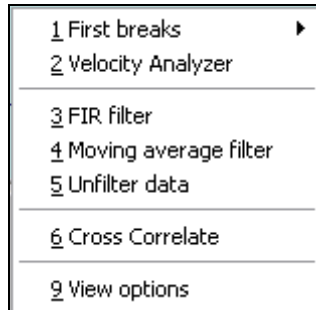 1 First breaks
2 Velocity Analyzer
3 FIR filter
4 Moving average filter
5 Unfilter data
6 Cross Correlate
9 View options